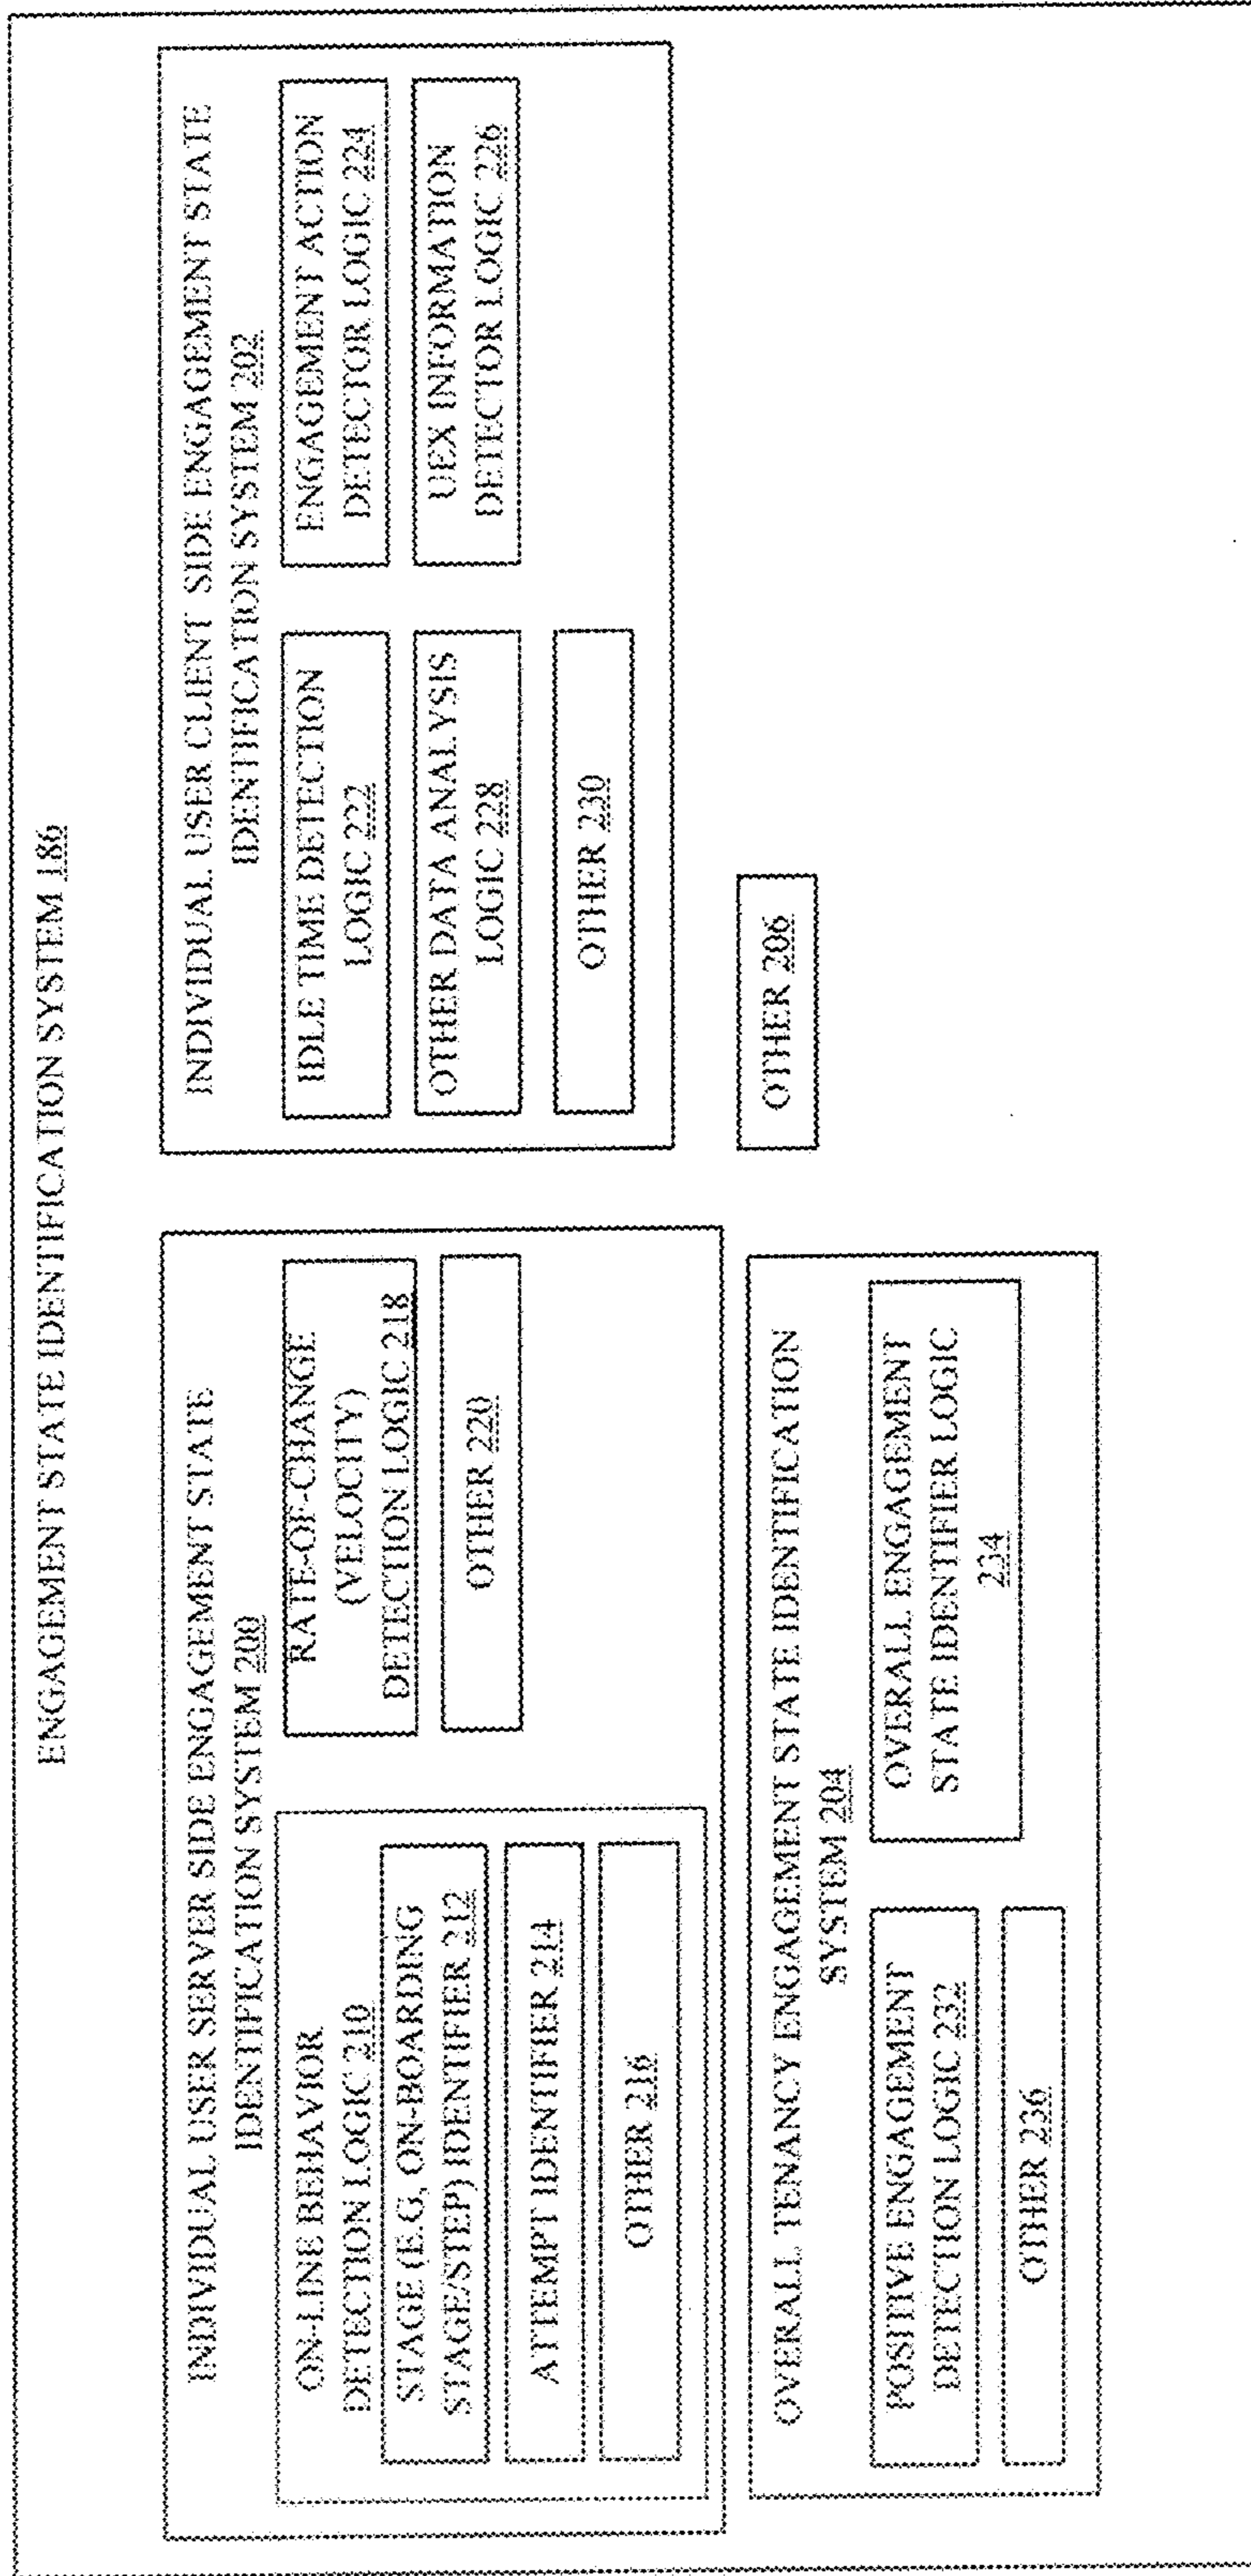 ENGAGEMENT STATE IDENTIFICATION SYSTEM 186
INDIVIDUAL USER SERVER SIDE ENGAGEMENT STATE
IDENTIFICATION SYSTEM 200
ON-LINE BEHAVIOR
DETECTION LOGIC 210
STAGE (E.G, ON-BOARDING
STAGE/STEP) IDENTIFIER 212
ATTEMPT IDENTIFIER 214
OTHER 216
RATE-OF-CHANGE
(VELOCITY)
DETECTION LOGIC 218
OTHER 220
INDIVIDUAL USER CLIENT SIDE ENGAGEMENT STATE
IDENTIFICATION SYSTEM 202
IDLE TIME DETECTION
LOGIC 222
ENGAGEMENT ACTION
DETECTOR LOGIC 224
OTHER DATA ANALYSIS
LOGIC 228
UEX INFORMATION
DETECTOR LOGIC 226
OTHER 230
OVERALL TENANCY ENGAGEMENT STATE IDENTIFICATION
SYSTEM 204
POSITIVE ENGAGEMENT
DETECTION LOGIC 232
OVERALL ENGAGEMENT
STATE IDENTIFIER LOGIC
234
OTHER 236
OTHER 206